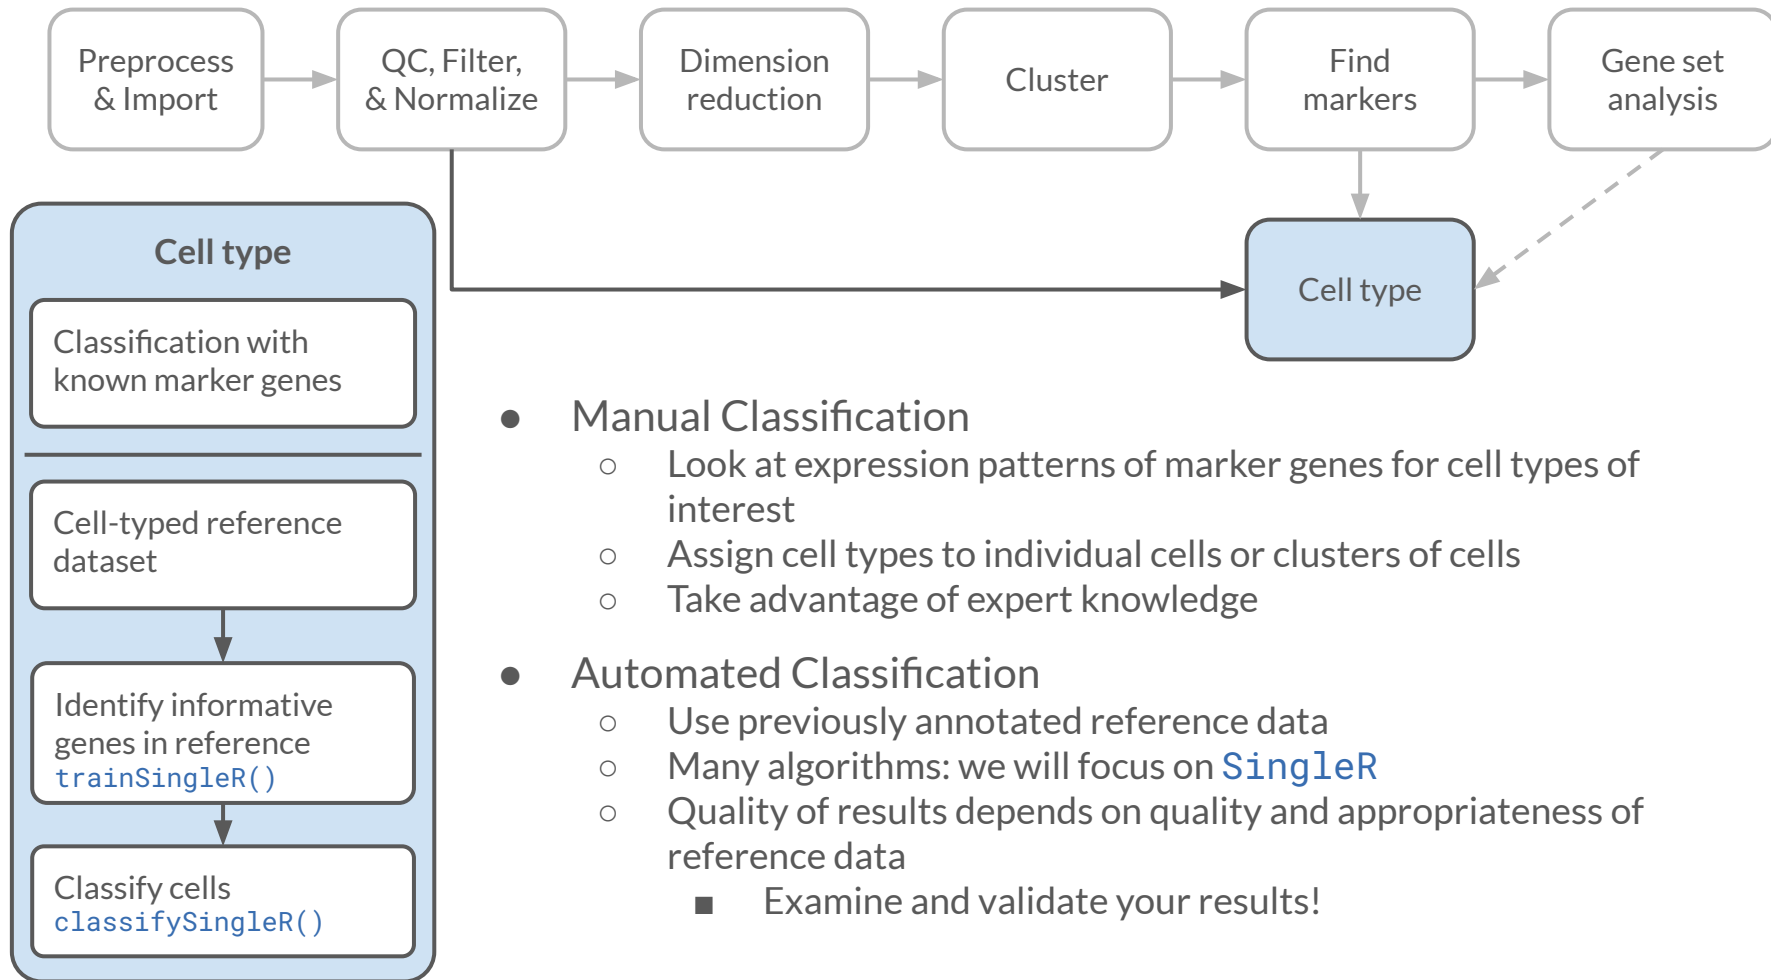 Preprocess
& Import
QC, Filter,
& Normalize
Dimension
reduction
Cluster
Find
markers
Gene set
analysis
Cell type
Cell type
Classification with
known marker genes
Cell-typed reference
dataset
Identify informative
genes in reference
trainSingleR()
Classify cells
classifySingleR()
● Manual Classification
○ Look at expression patterns of marker genes for cell types of
interest
○ Assign cell types to individual cells or clusters of cells
○ Take advantage of expert knowledge
● Automated Classification
○ Use previously annotated reference data
○ Many algorithms: we will focus on SingleR
○ Quality of results depends on quality and appropriateness of
reference data
■ Examine and validate your results!